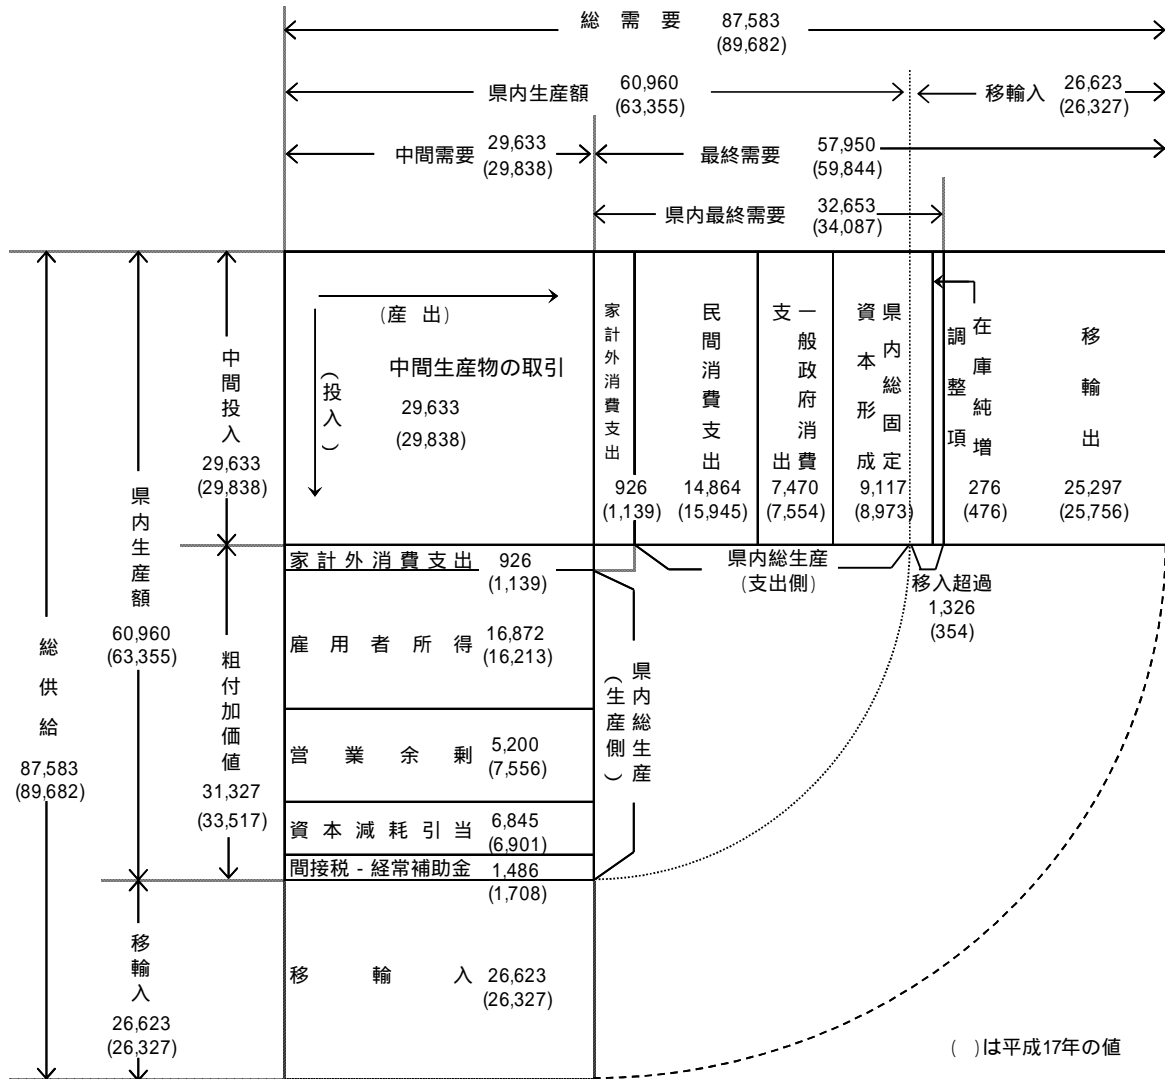 総需要 87,583
(89,682)
県内生産額 60,960
(63,355)
移輸入 26,623
(26,327)
中間需要 29,633
(29,838)
最終需要 57,950
(59,844)
県内最終需要 32,653
(34,087)
(産出)
(投入)
中間生産物の取引
29,633
(29,838)
家計外消費支出
926
(1,139)
民間消費支出
14,864
(15,945)
一般政府消費
支出
7,470
(7,554)
県内総固定
資本形成
9,117
(8,973)
在庫純増
調整項
276
(476)
移輸出
25,297
(25,756)
中間投入
29,633
(29,838)
県内生産額
60,960
(63,355)
総供給
87,583
(89,682)
粗付加価値
31,327
(33,517)
移輸入
26,623
(26,327)
家計外消費支出 926
(1,139)
雇用者所得 16,872
(16,213)
営業余剰 5,200
(7,556)
資本減耗引当 6,845
(6,901)
間接税 - 経常補助金 1,486
(1,708)
移輸入 26,623
(26,327)
県内総生産
(支出側)
移入超過
1,326
(354)
県内総生産
(生産側)
( )は平成17年の値